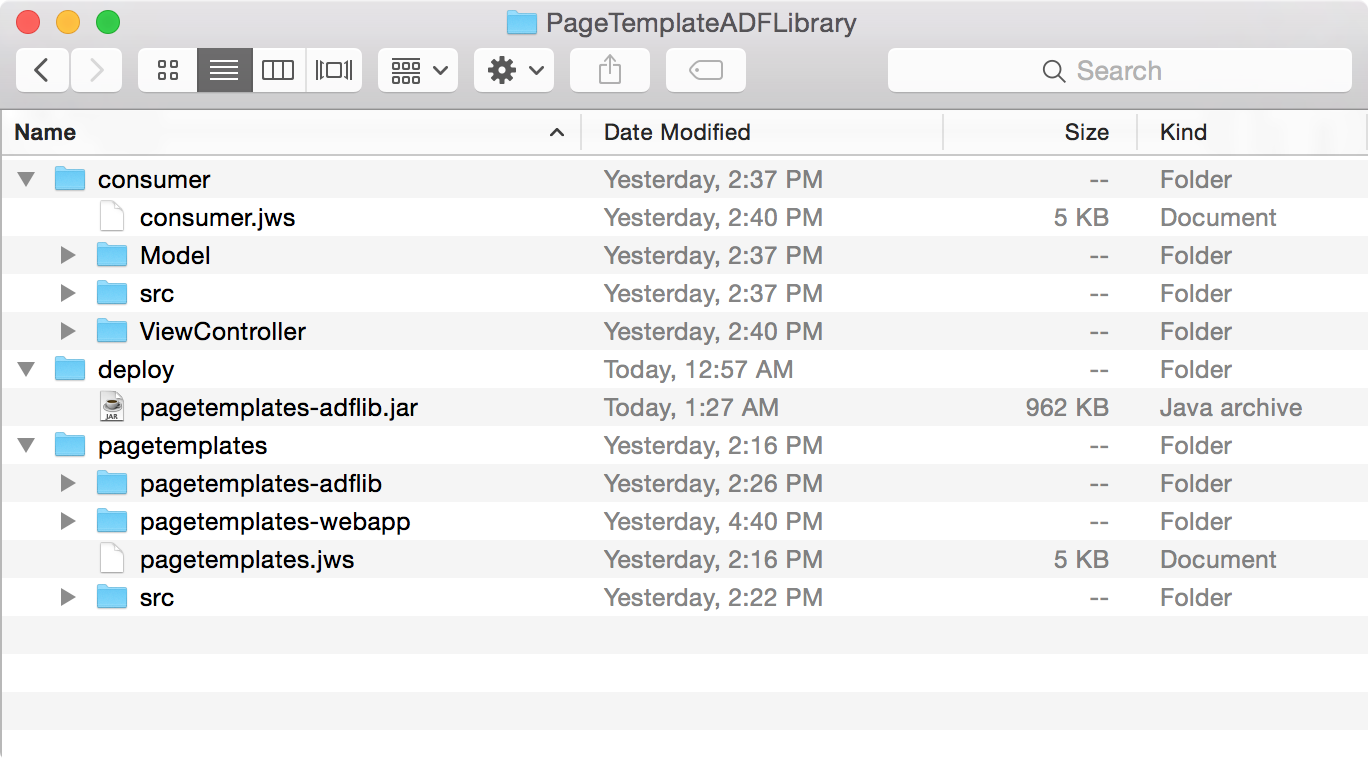 PageTemplateADFLibrary
Search
Name Date Modified Size Kind
consumer Yesterday, 2:37 PM -- Folder
consumer.jws Yesterday, 2:40 PM 5 KB Document
Model Yesterday, 2:37 PM -- Folder
src Yesterday, 2:37 PM -- Folder
ViewController Yesterday, 2:40 PM -- Folder
deploy Today, 12:57 AM -- Folder
JAR pagetemplates-adflib.jar Today, 1:27 AM 962 KB Java archive
pagetemplates Yesterday, 2:16 PM -- Folder
pagetemplates-adflib Yesterday, 2:26 PM -- Folder
pagetemplates-webapp Yesterday, 4:40 PM -- Folder
pagetemplates.jws Yesterday, 2:16 PM 5 KB Document
src Yesterday, 2:22 PM -- Folder